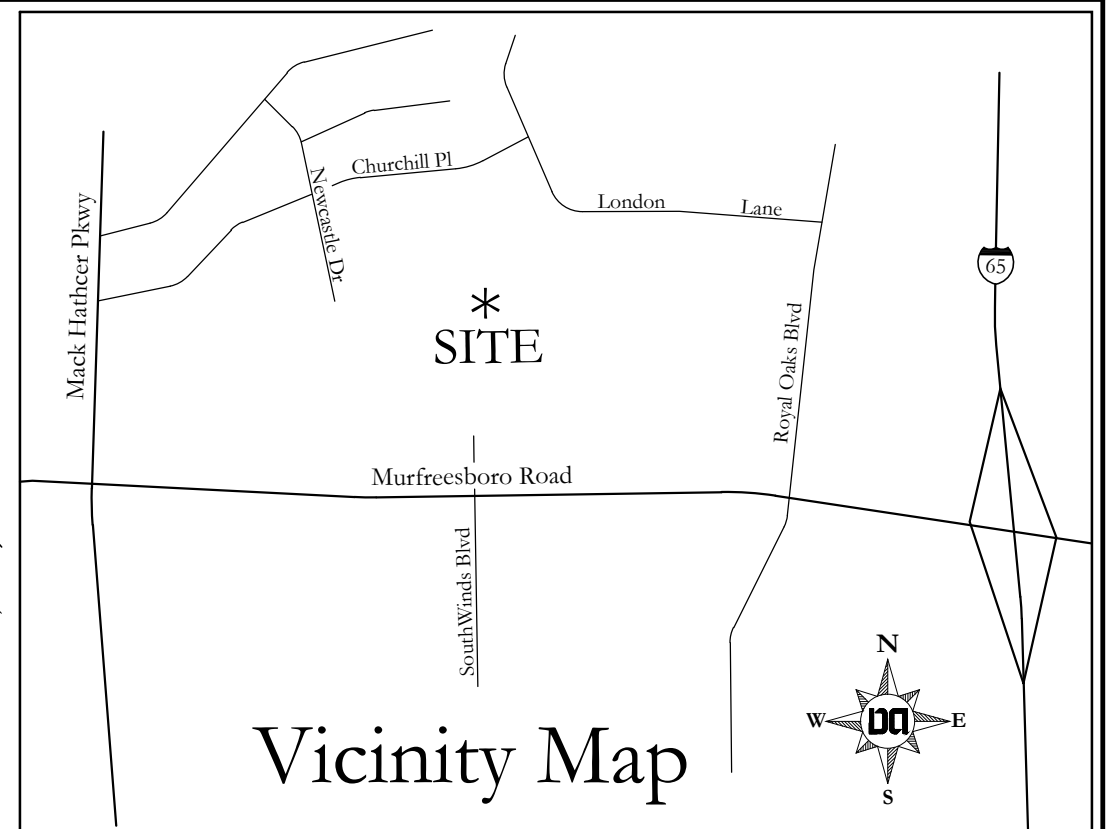 Churchill Pl
Newcastle Dr
London Lane
Mack Hathcer Pkwy
65
SITE
Royal Oaks Blvd
Murfreesboro Road
SouthWinds Blvd
N
W
E
S
Vicinity Map